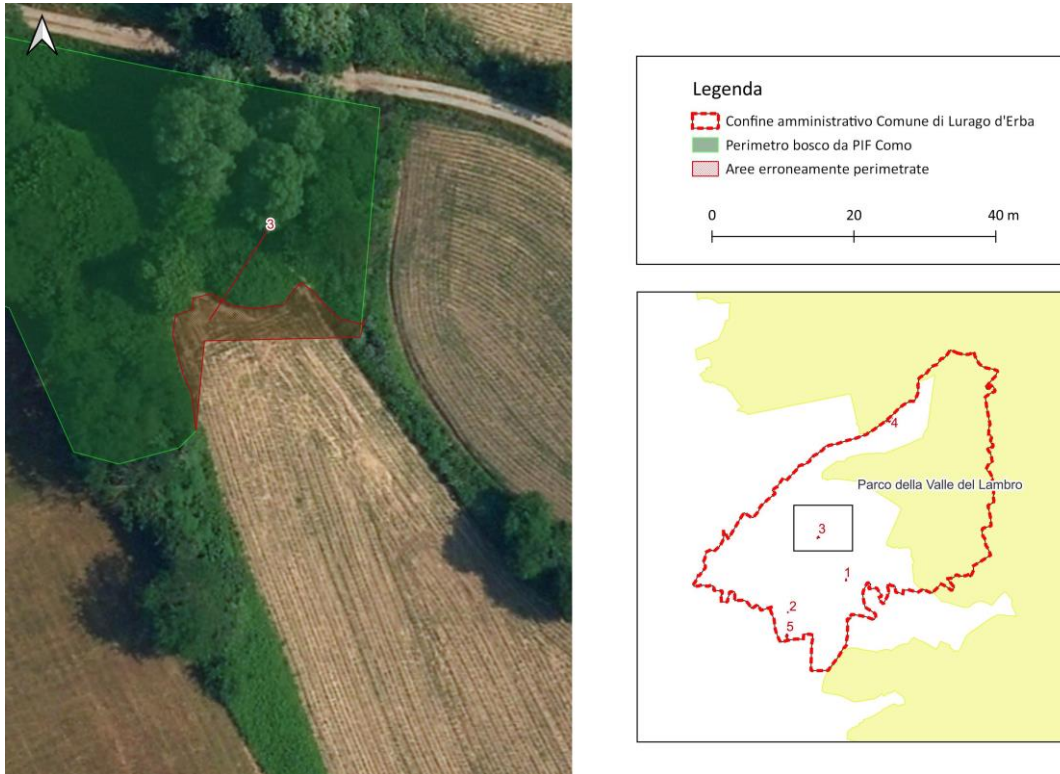 3
Legenda
Confine amministrativo Comune di Lurago d'Erba
Perimetro bosco da PIF Como
Aree erroneamente perimetrate
0 20 40 m
4
Parco della Valle del Lambro
3
1
2
5